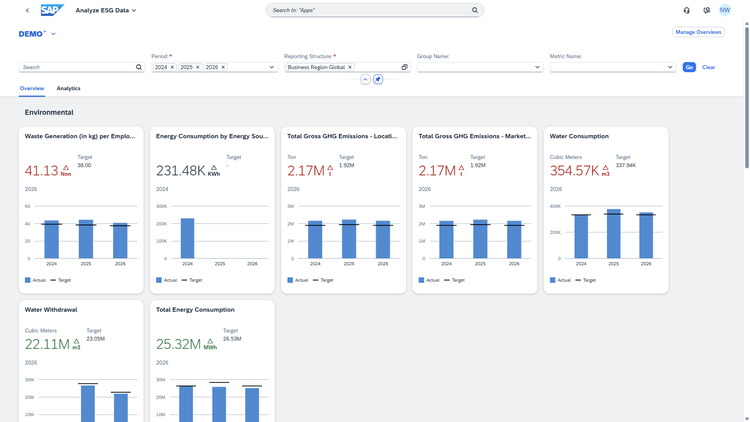 SAP
Analyze ESG Data
Search In: "Apps"
NW
DEMO*
Manage Overviews
Search
Period:*
2024 × 2025 × 2026 ×
Reporting Structure:*
Business Region Global ×
Group Name:
Metric Name:
Go
Clear
Overview
Analytics
Environmental
Waste Generation (in kg) per Emplo...
41.13
Non
Target
38.00
2026
60
40
20
0
2024 2025 2026
Actual Target
Energy Consumption by Energy Sou...
231.48K
KWh
Target
-
2024
300K
200K
100K
0
2024 2025 2026
Actual Target
Total Gross GHG Emissions - Locati...
Ton
2.17M
t
Target
1.92M
2026
3M
2M
1M
0
2024 2025 2026
Actual Target
Total Gross GHG Emissions - Market...
Ton
2.17M
t
Target
1.92M
2026
3M
2M
1M
0
2024 2025 2026
Actual Target
Water Consumption
Cubic Meters
354.57K
m3
Target
337.94K
2026
400K
200K
0
2024 2025 2026
Actual Target
Water Withdrawal
Cubic Meters
22.11M
m3
Target
23.05M
2026
30M
20M
10M
Total Energy Consumption
25.32M
MWh
Target
26.53M
2026
30M
20M
10M